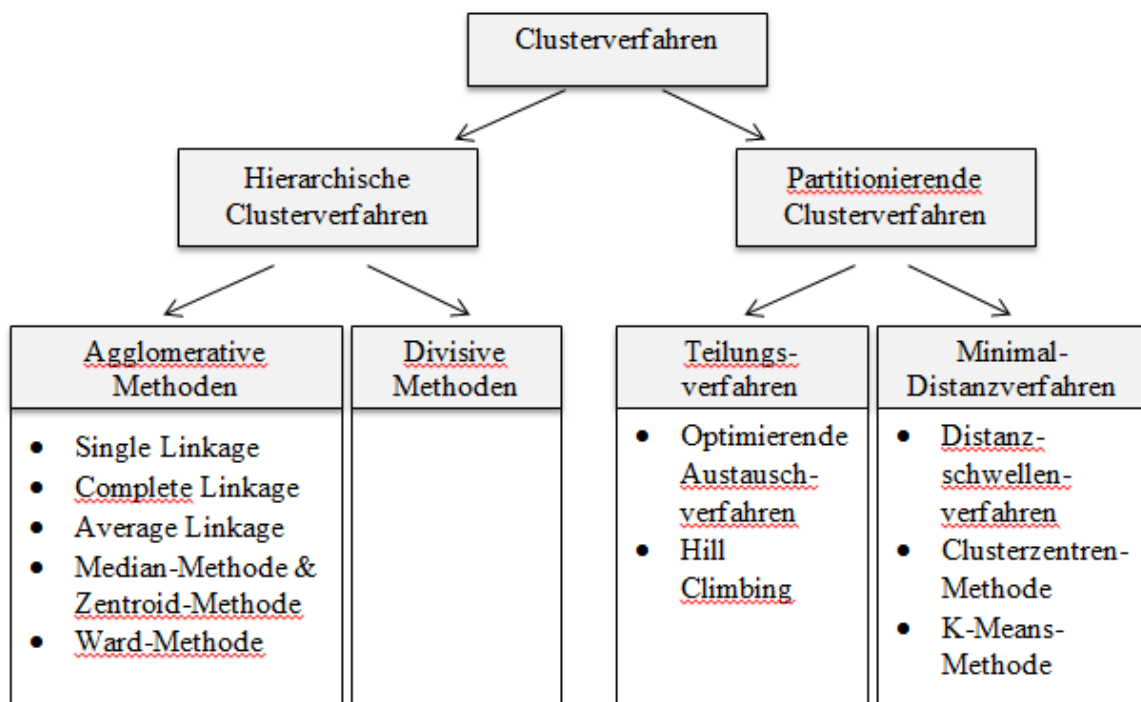 Clusterverfahren
Hierarchische
Clusterverfahren
Partitionierende
Clusterverfahren
Agglomerative
Methoden
Divisive
Methoden
Teilungs-
verfahren
Minimal-
Distanzverfahren
• Single Linkage
• Complete Linkage
• Average Linkage
• Median-Methode &
Zentroid-Methode
• Ward-Methode
• Optimierende
Austausch-
verfahren
• Hill
Climbing
• Distanz-
schwellen-
verfahren
• Clusterzentren-
Methode
• K-Means-
Methode